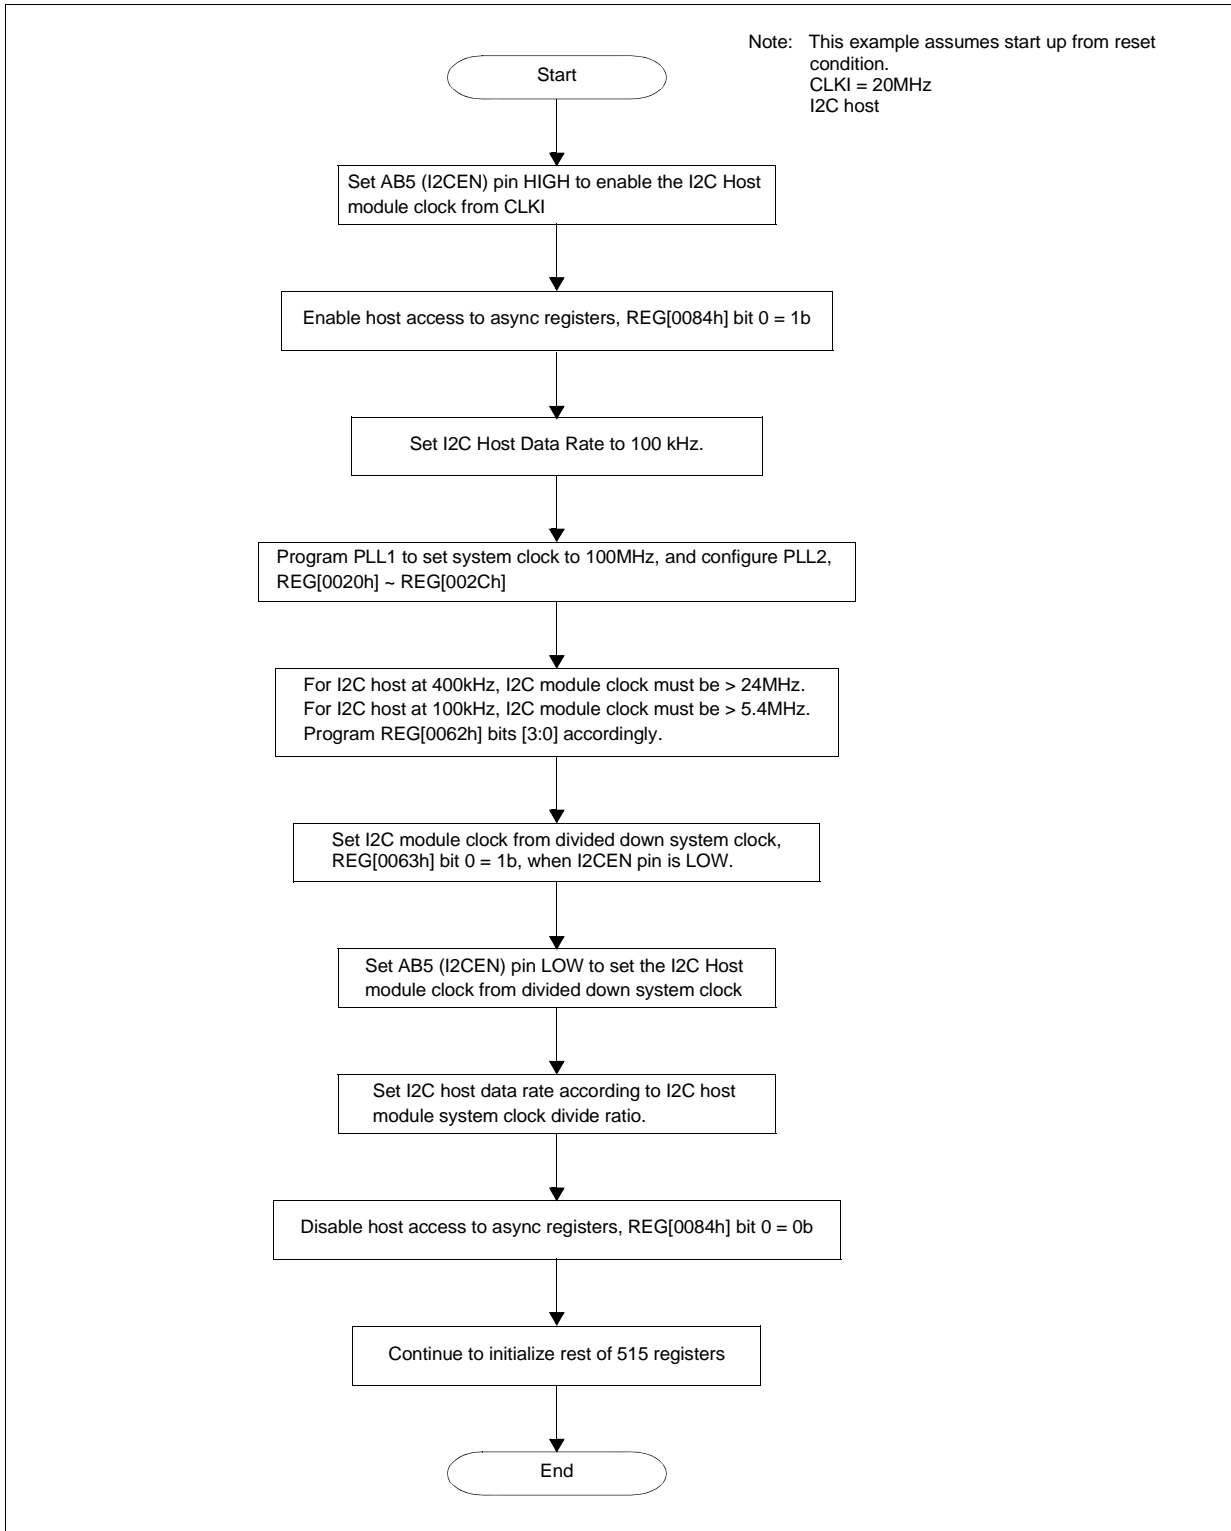 Note: This example assumes start up from reset
condition.
CLKI = 20MHz
I2C host
Start
Set AB5 (I2CEN) pin HIGH to enable the I2C Host
module clock from CLKI
Enable host access to async registers, REG[0084h] bit 0 = 1b
Set I2C Host Data Rate to 100 kHz.
Program PLL1 to set system clock to 100MHz, and configure PLL2,
REG[0020h] ~ REG[002Ch]
For I2C host at 400kHz, I2C module clock must be > 24MHz.
For I2C host at 100kHz, I2C module clock must be > 5.4MHz.
Program REG[0062h] bits [3:0] accordingly.
Set I2C module clock from divided down system clock,
REG[0063h] bit 0 = 1b, when I2CEN pin is LOW.
Set AB5 (I2CEN) pin LOW to set the I2C Host
module clock from divided down system clock
Set I2C host data rate according to I2C host
module system clock divide ratio.
Disable host access to async registers, REG[0084h] bit 0 = 0b
Continue to initialize rest of 515 registers
End